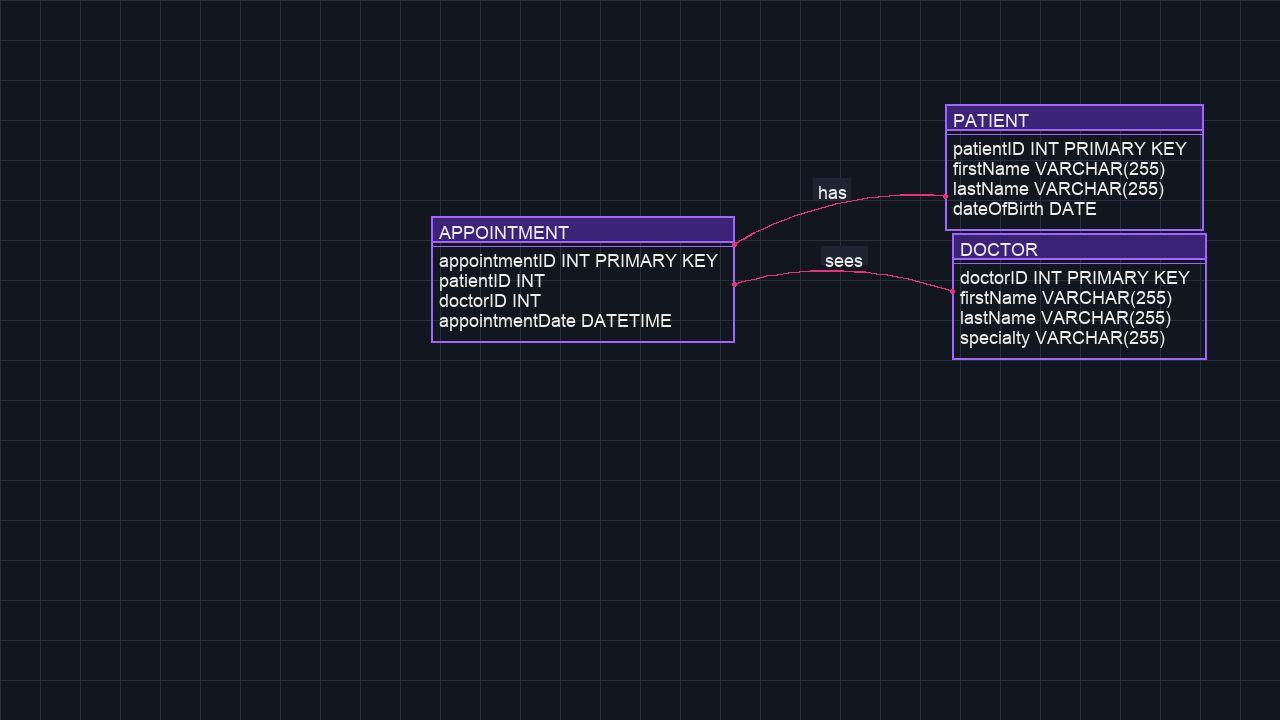 PATIENT
patientID INT PRIMARY KEY
firstName VARCHAR(255)
lastName VARCHAR(255)
dateOfBirth DATE
has
APPOINTMENT
appointmentID INT PRIMARY KEY
patientID INT
doctorID INT
appointmentDate DATETIME
sees
DOCTOR
doctorID INT PRIMARY KEY
firstName VARCHAR(255)
lastName VARCHAR(255)
specialty VARCHAR(255)